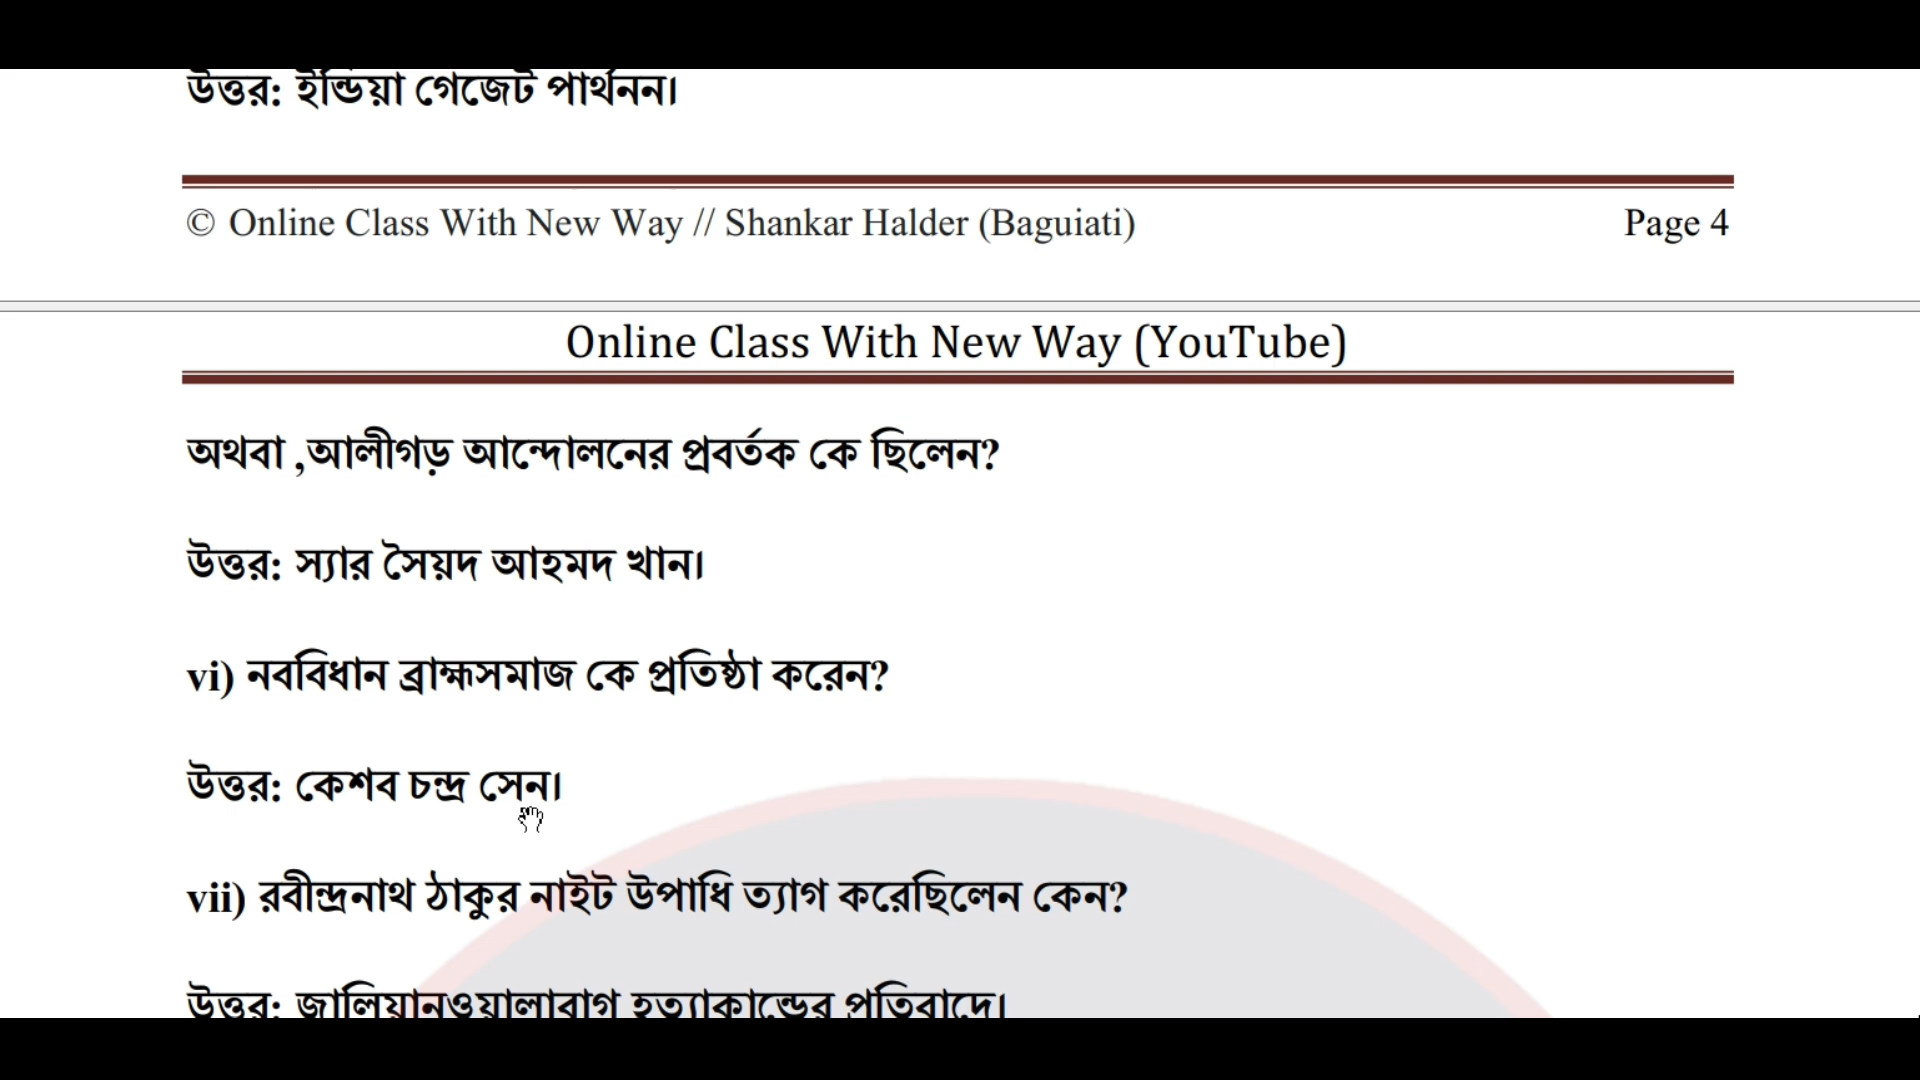 উত্তর: ইন্ডিয়া গেজেট পার্থনন।
© Online Class With New Way // Shankar Halder (Baguiati) Page 4
Online Class With New Way (YouTube)
অথবা ,আলীগড় আন্দোলনের প্রবর্তক কে ছিলেন?
উত্তর: স্যার সৈয়দ আহমদ খান।
vi) নববিধান ব্রাহ্মসমাজ কে প্রতিষ্ঠা করেন?
উত্তর: কেশব চন্দ্র সেন।
vii) রবীন্দ্রনাথ ঠাকুর নাইট উপাধি ত্যাগ করেছিলেন কেন?
উত্তর: জালিয়ানওয়ালাবাগ হত্যাকান্ডের প্রতিবাদে।